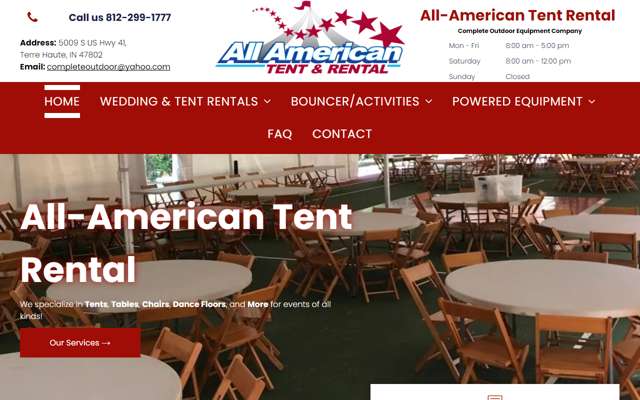 Call us 812-299-1777
Address: 5009 S US Hwy 41,
Terre Haute, IN 47802
Email: completeoutdoor@yahoo.com
All American
TENT & RENTAL
All-American Tent Rental
Complete Outdoor Equipment Company
Mon - Fri 8:00 am - 5:00 pm
Saturday 8:00 am - 12:00 pm
Sunday Closed
HOME WEDDING & TENT RENTALS BOUNCER/ACTIVITIES POWERED EQUIPMENT
FAQ CONTACT
All-American Tent
Rental
We specialize in Tents, Tables, Chairs, Dance Floors, and More for events of all
kinds!
Our Services →